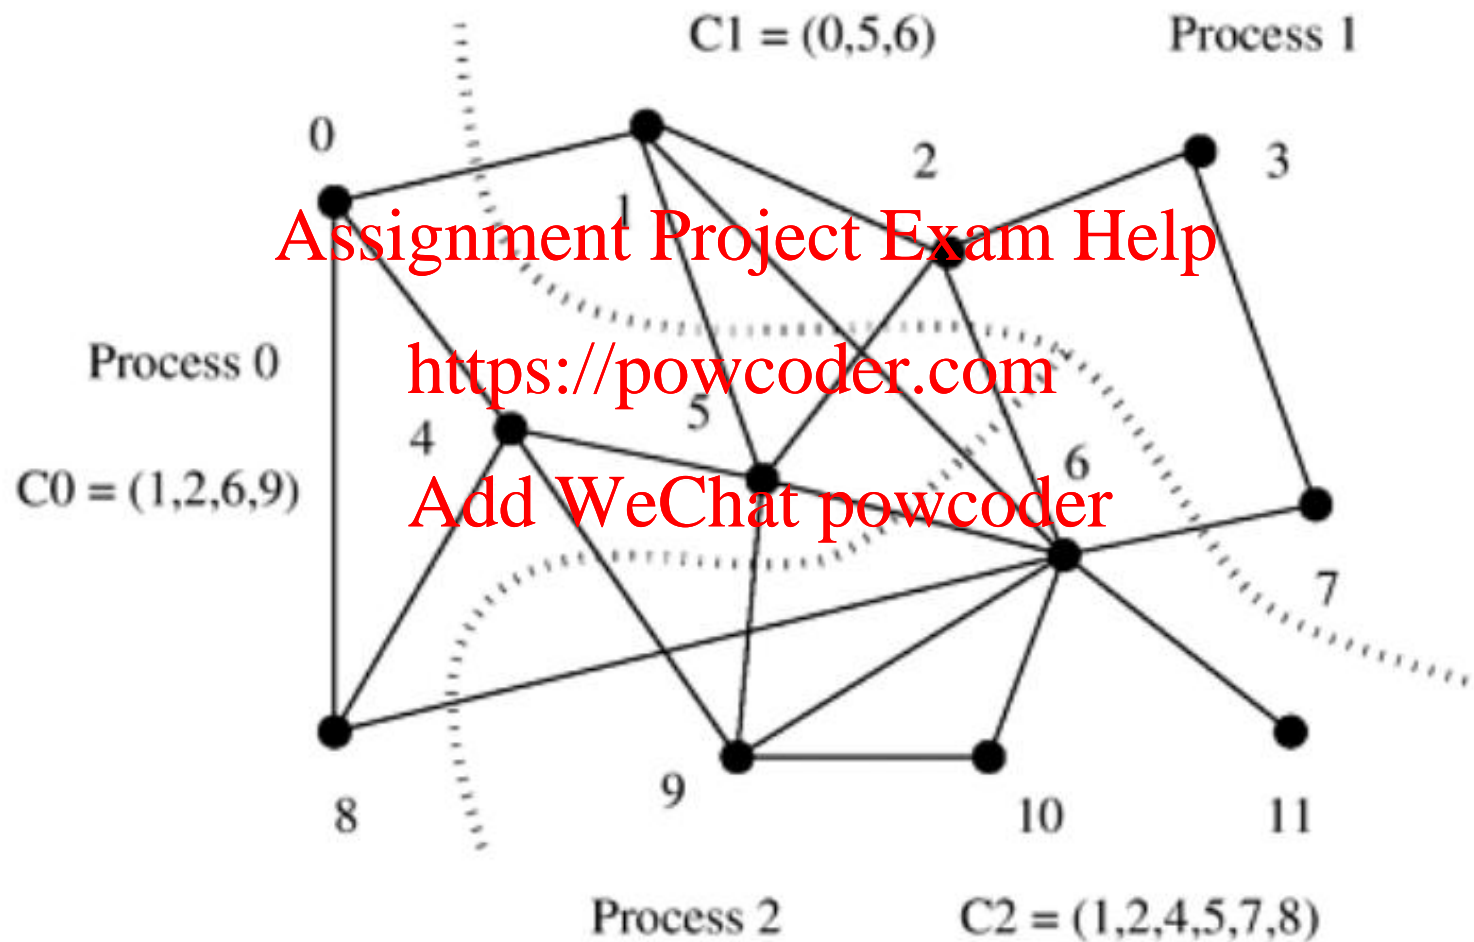 C1 = (0,5,6)
Process 1
0
2
3
1
Assignment Project Exam Help
Process 0
https://powcoder.com
5
4
6
C0 = (1,2,6,9)
Add WeChat powcoder
7
9
8
10
11
Process 2
C2 = (1,2,4,5,7,8)